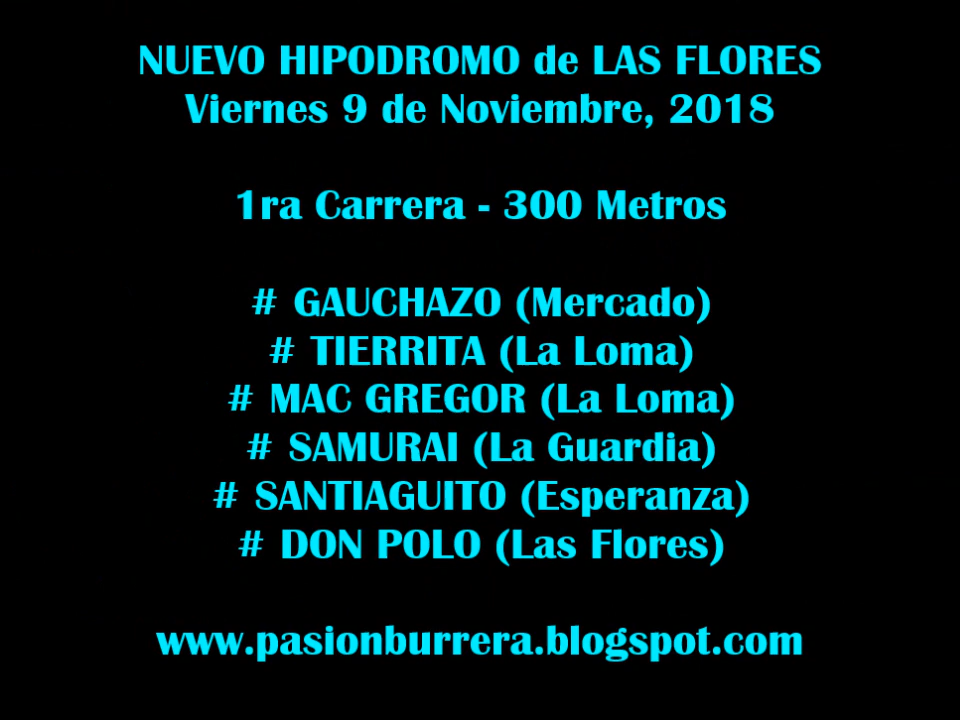 NUEVO HIPODROMO de LAS FLORES
Viernes 9 de Noviembre, 2018
1ra Carrera - 300 Metros
# GAUCHAZO (Mercado)
# TIERRITA (La Loma)
# MAC GREGOR (La Loma)
# SAMURAI (La Guardia)
# SANTIAGUITO (Esperanza)
# DON POLO (Las Flores)
www.pasionburrera.blogspot.com